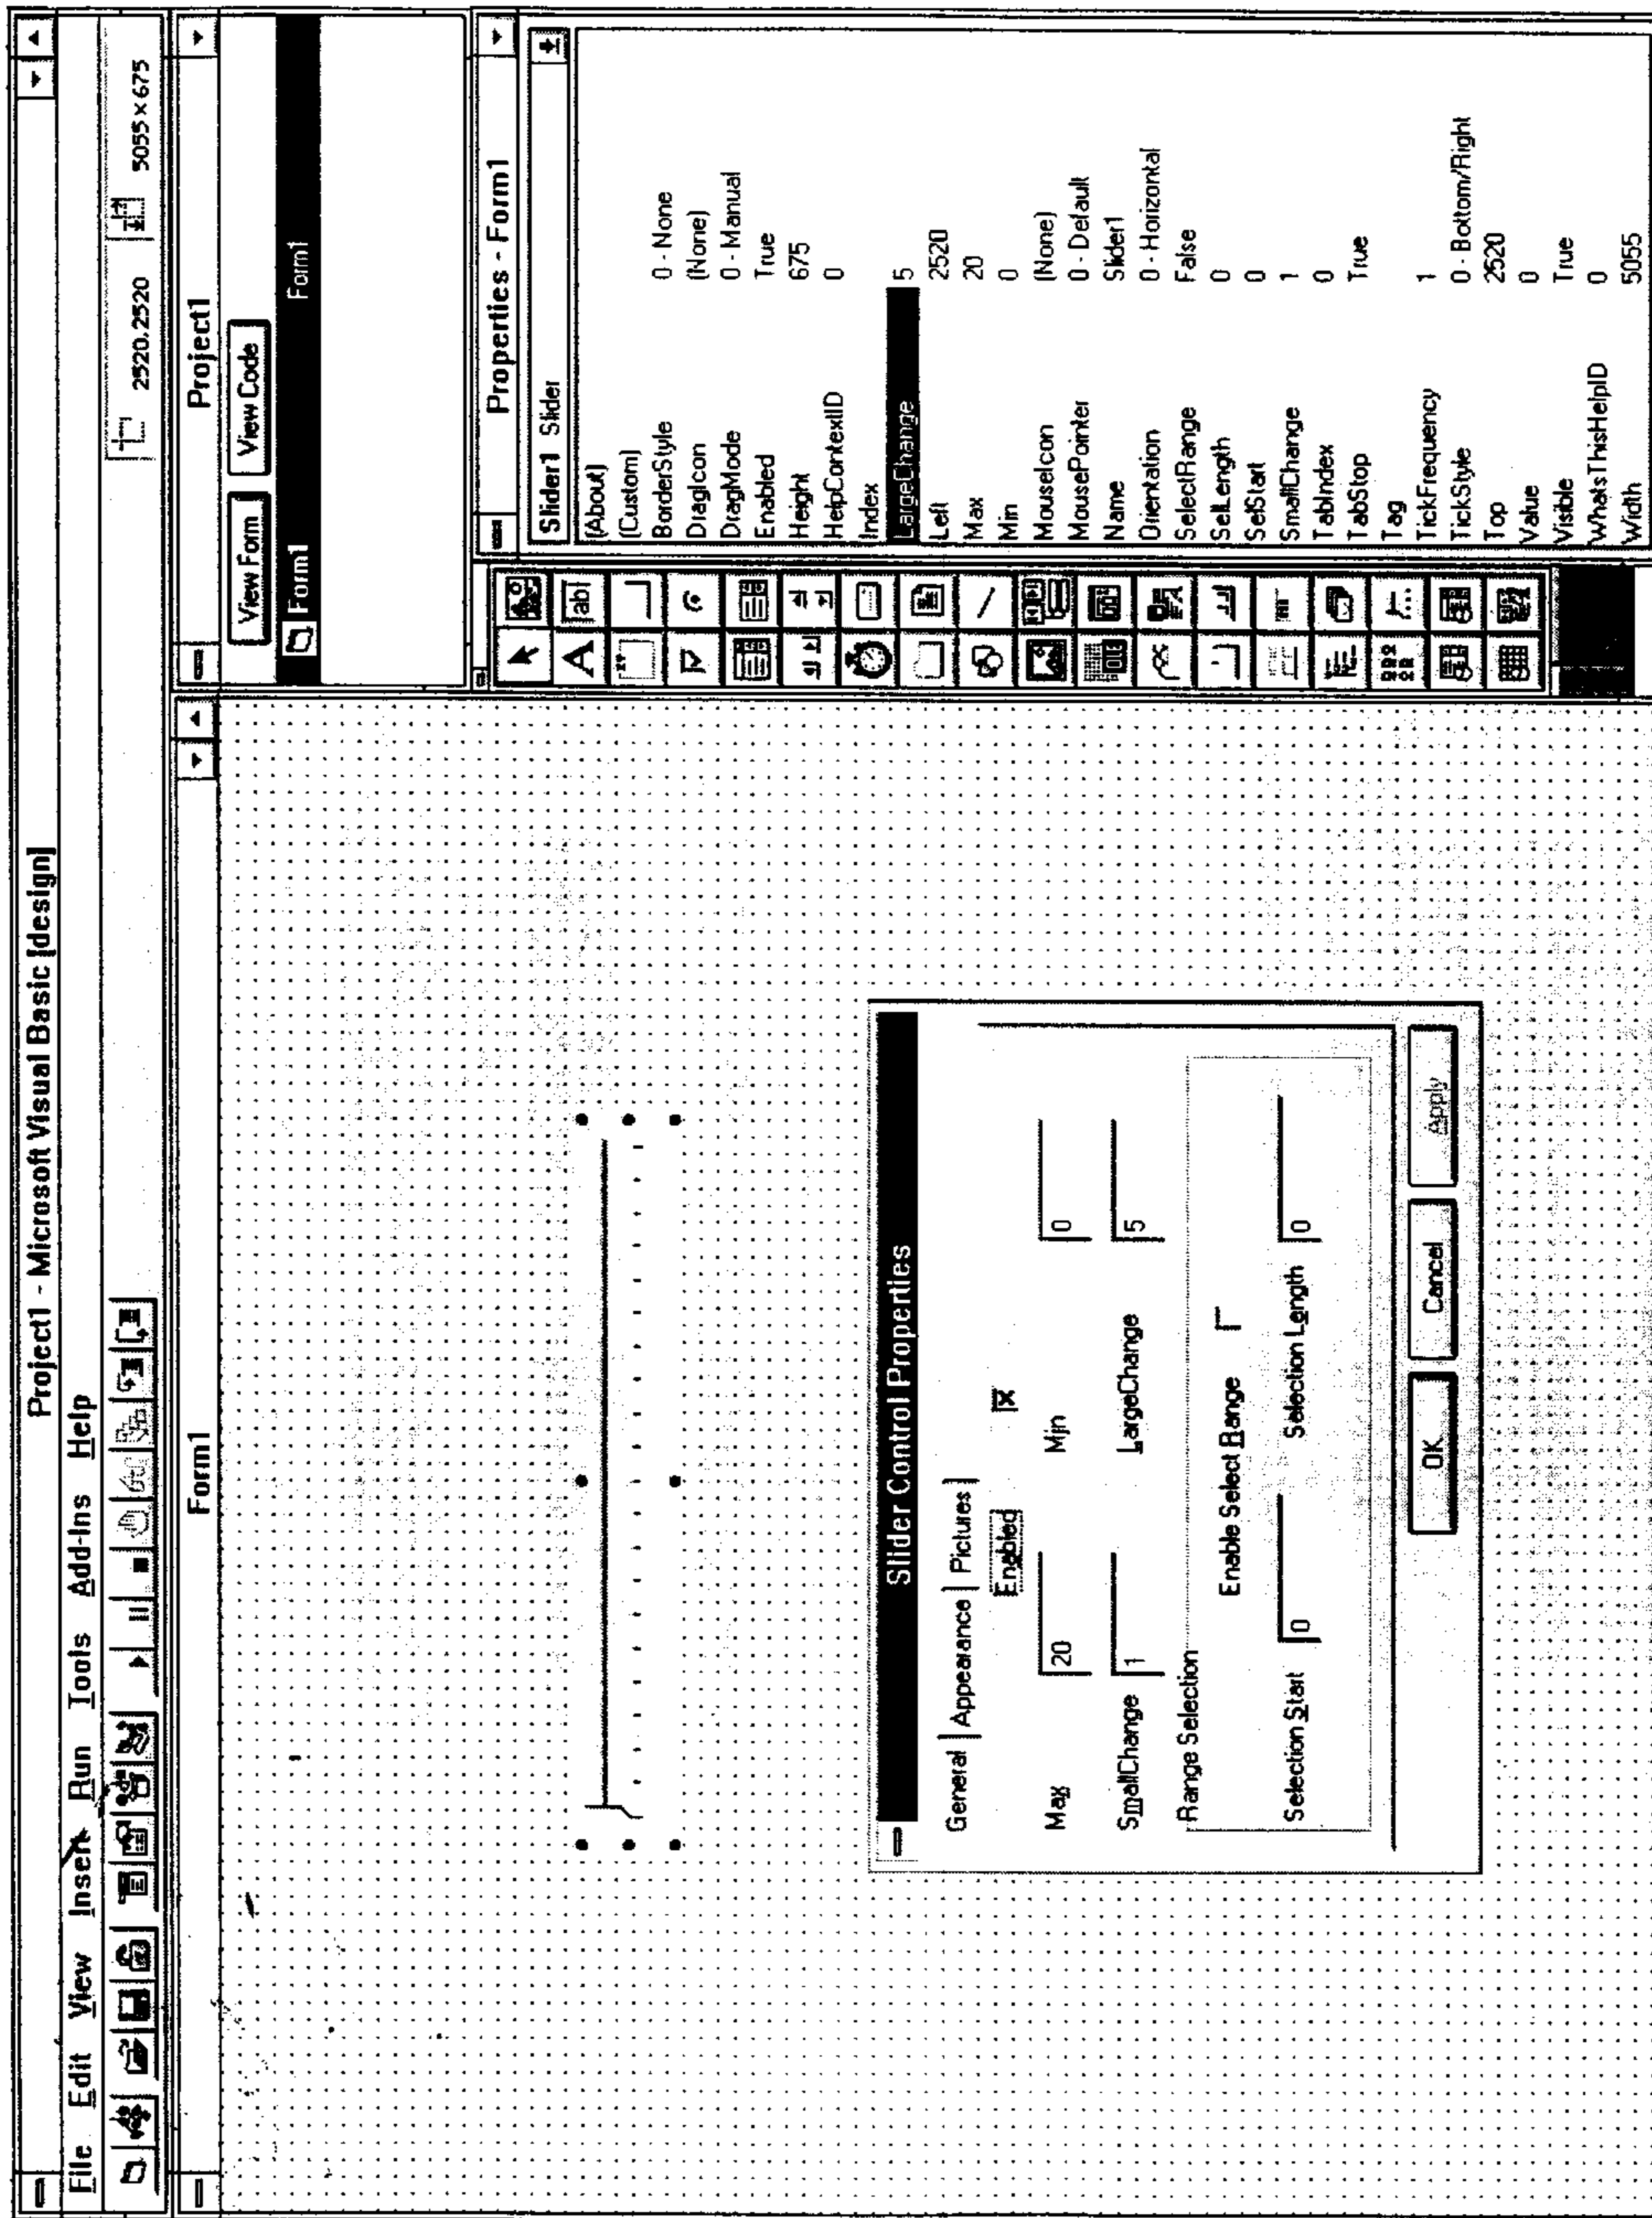 Project1 - Microsoft Visual Basic [design]
File Edit View Insert Run Tools Add-Ins Help
2520,2520 5055 x 675
Form1
Project1
View Form View Code
Form1 Form1
Properties - Form1
Slider1 Slider
(About)
(Custom)
BorderStyle 0 - None
DragIcon (None)
DragMode 0 - Manual
Enabled True
Height 675
HelpContextID 0
Index
LargeChange 5
Left 2520
Max 20
Min 0
MouseIcon (None)
MousePointer 0 - Default
Name Slider1
Orientation 0 - Horizontal
SelectRange False
SelLength 0
SelStart 0
SmallChange 1
TabIndex 0
TabStop True
Tag
TickFrequency 1
TickStyle 0 - Bottom/Right
Top 2520
Value 0
Visible True
WhatsThisHelpID 0
Width 5055
A ab
Slider Control Properties
General Appearance Pictures
Enabled
Max 20 Min 0
SmallChange 1 LargeChange 5
Range Selection
Enable Select Range
Selection Start 0 Selection Length 0
OK Cancel Apply